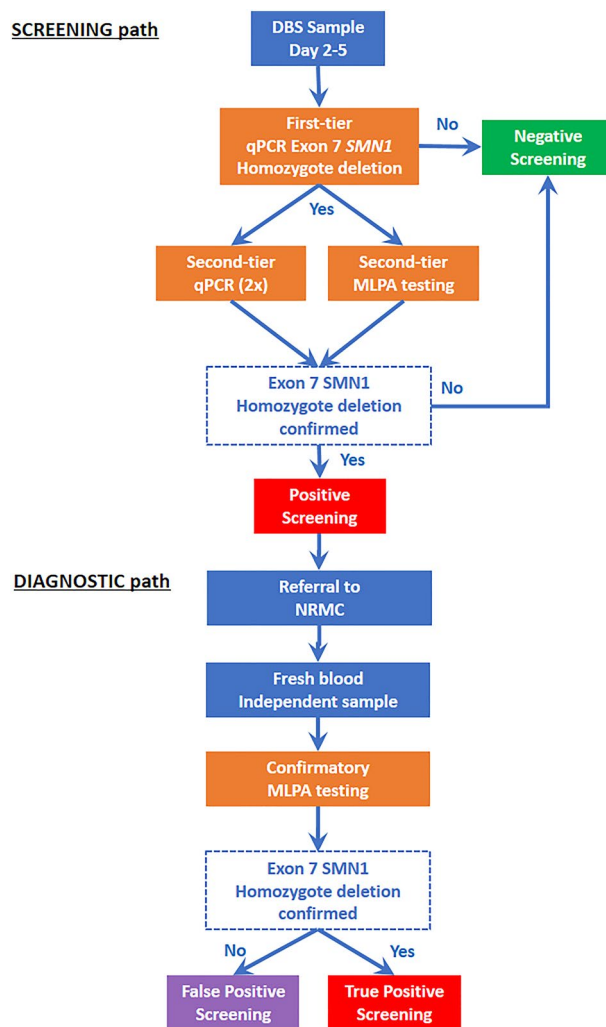 SCREENING path
DBS Sample
Day 2-5
First-tier
qPCR Exon 7 SMN1
Homozygote deletion
No
Negative
Screening
Yes
Second-tier
qPCR (2x)
Second-tier
MLPA testing
Exon 7 SMN1
Homozygote deletion
confirmed
No
Yes
Positive
Screening
DIAGNOSTIC path
Referral to
NRMC
Fresh blood
Independent sample
Confirmatory
MLPA testing
Exon 7 SMN1
Homozygote deletion
confirmed
No
Yes
False Positive
Screening
True Positive
Screening